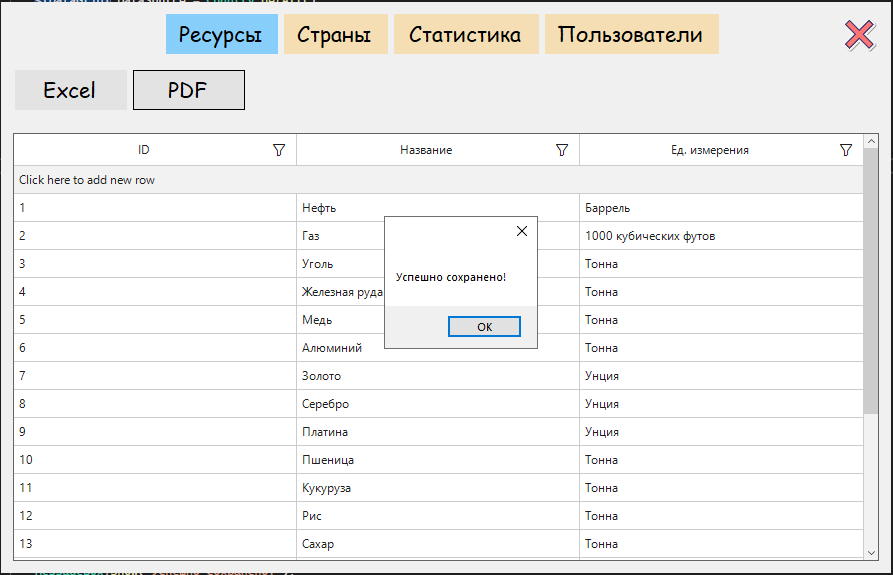 Ресурсы Страны Статистика Пользователи
Excel PDF
ID Название Ед. измерения
Click here to add new row
1 Нефть Баррель
2 Газ 1000 кубических футов
3 Уголь Тонна
4 Железная руда Тонна
5 Медь Тонна
6 Алюминий Тонна
7 Золото Унция
8 Серебро Унция
9 Платина Унция
10 Пшеница Тонна
11 Кукуруза Тонна
12 Рис Тонна
13 Сахар Тонна
Успешно сохранено!
OK